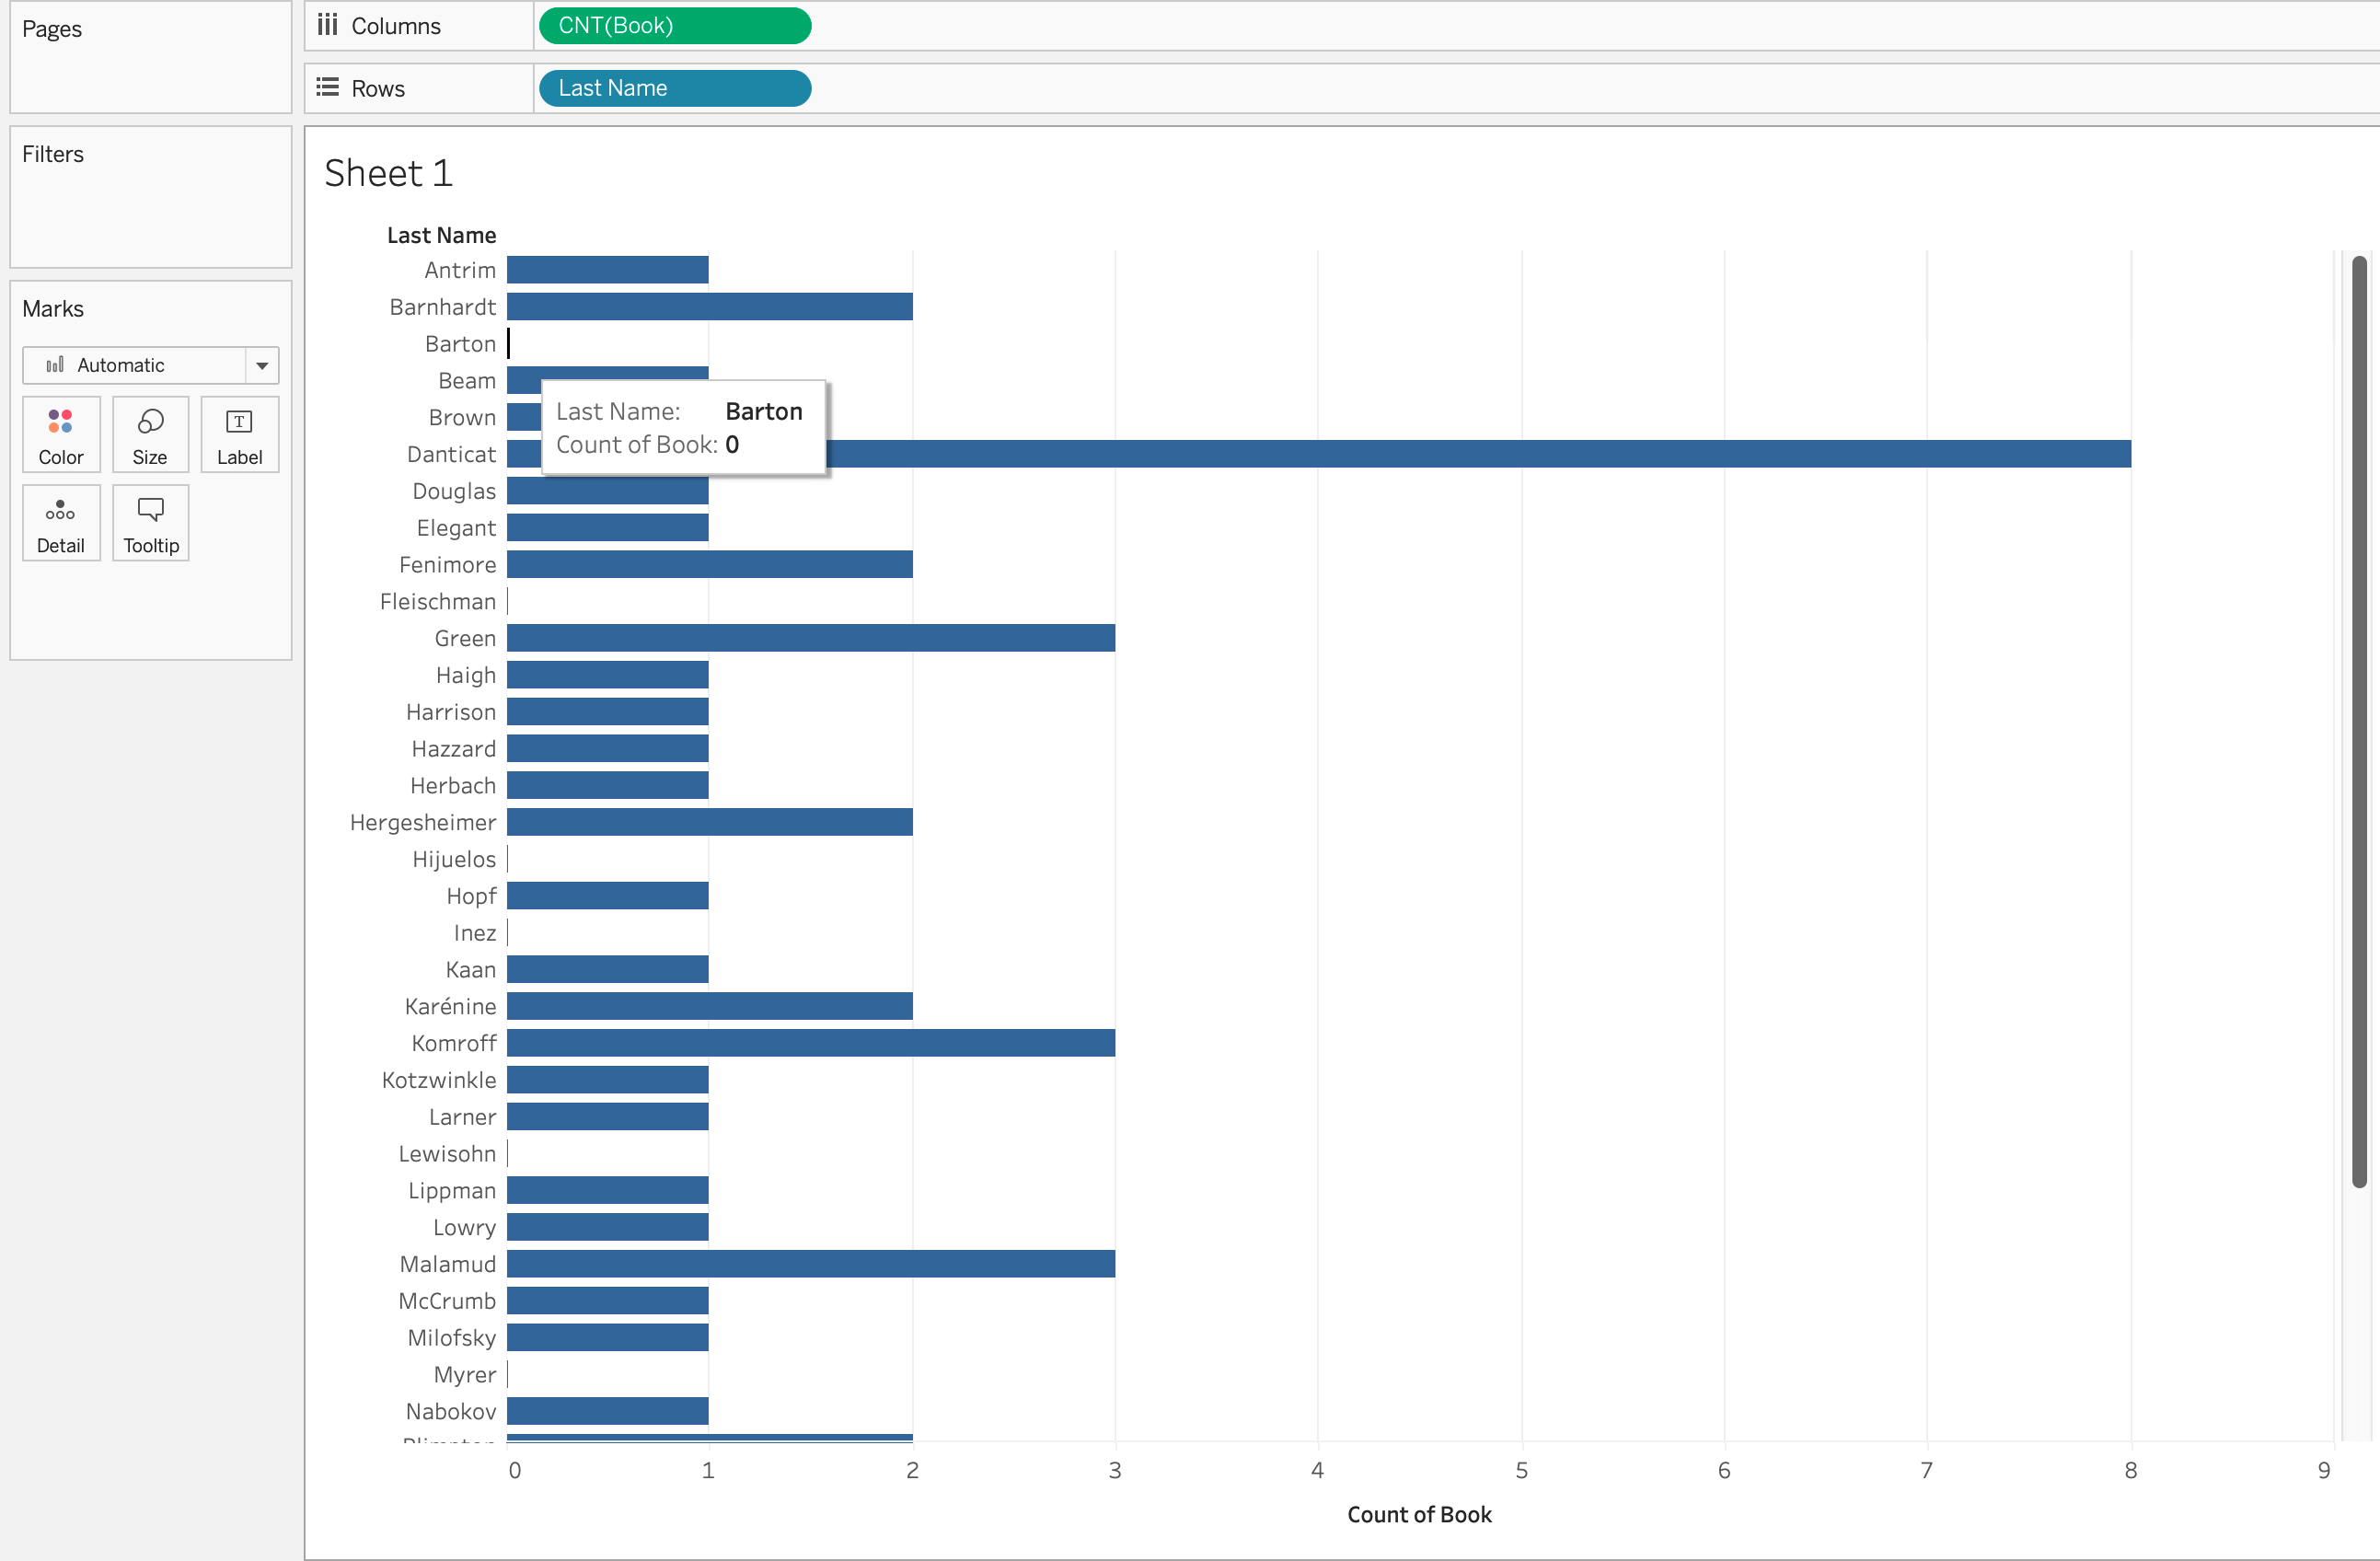 Pages
Columns
CNT(Book)
Rows
Last Name
Filters
Sheet 1
Marks
Automatic
Color
Size
T
Label
Detail
Tooltip
Last Name
Antrim
Barnhardt
Barton
Beam
Brown
Danticat
Douglas
Elegant
Fenimore
Fleischman
Green
Haigh
Harrison
Hazzard
Herbach
Hergesheimer
Hijuelos
Hopf
Inez
Kaan
Karénine
Komroff
Kotzwinkle
Larner
Lewisohn
Lippman
Lowry
Malamud
McCrumb
Milofsky
Myrer
Nabokov
Last Name: Barton
Count of Book: 0
0 1 2 3 4 5 6 7 8 9
Count of Book